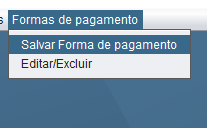 s Formas de pagamento
Salvar Forma de pagamento
Editar/Excluir